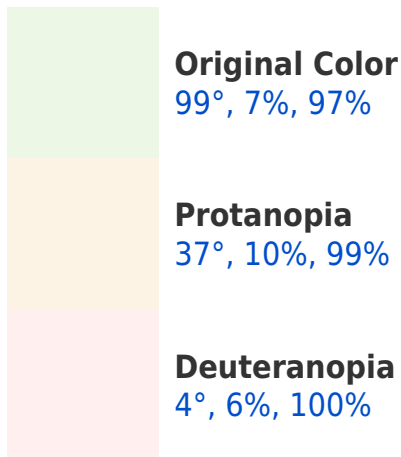 Original Color
99°, 7%, 97%
Protanopia
37°, 10%, 99%
Deuteranopia
4°, 6%, 100%